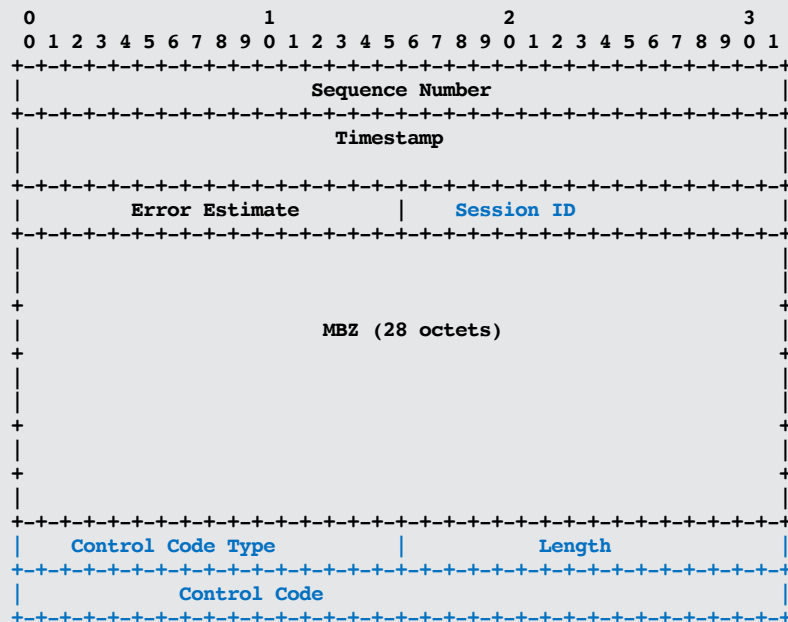 0                   1                   2                   3
0 1 2 3 4 5 6 7 8 9 0 1 2 3 4 5 6 7 8 9 0 1 2 3 4 5 6 7 8 9 0 1
+-+-+-+-+-+-+-+-+-+-+-+-+-+-+-+-+-+-+-+-+-+-+-+-+-+-+-+-+-+-+-+-+
|                        Sequence Number                        |
+-+-+-+-+-+-+-+-+-+-+-+-+-+-+-+-+-+-+-+-+-+-+-+-+-+-+-+-+-+-+-+-+
|                          Timestamp                            |
|                                                               |
+-+-+-+-+-+-+-+-+-+-+-+-+-+-+-+-+-+-+-+-+-+-+-+-+-+-+-+-+-+-+-+-+
|         Error Estimate        |    Session ID                 |
+-+-+-+-+-+-+-+-+-+-+-+-+-+-+-+-+-+-+-+-+-+-+-+-+-+-+-+-+-+-+-+-+
|                                                               |
|                                                               |
+                                                               |
|                         MBZ (28 octets)                       |
+                                                               |
|                                                               |
|                                                               |
+                                                               +
|                                                               |
+                                                               +
|                                                               |
+-+-+-+-+-+-+-+-+-+-+-+-+-+-+-+-+-+-+-+-+-+-+-+-+-+-+-+-+-+-+-+-+
|    Control Code Type          |           Length              |
+-+-+-+-+-+-+-+-+-+-+-+-+-+-+-+-+-+-+-+-+-+-+-+-+-+-+-+-+-+-+-+-+
|             Control Code                                      |
+-+-+-+-+-+-+-+-+-+-+-+-+-+-+-+-+-+-+-+-+-+-+-+-+-+-+-+-+-+-+-+-+